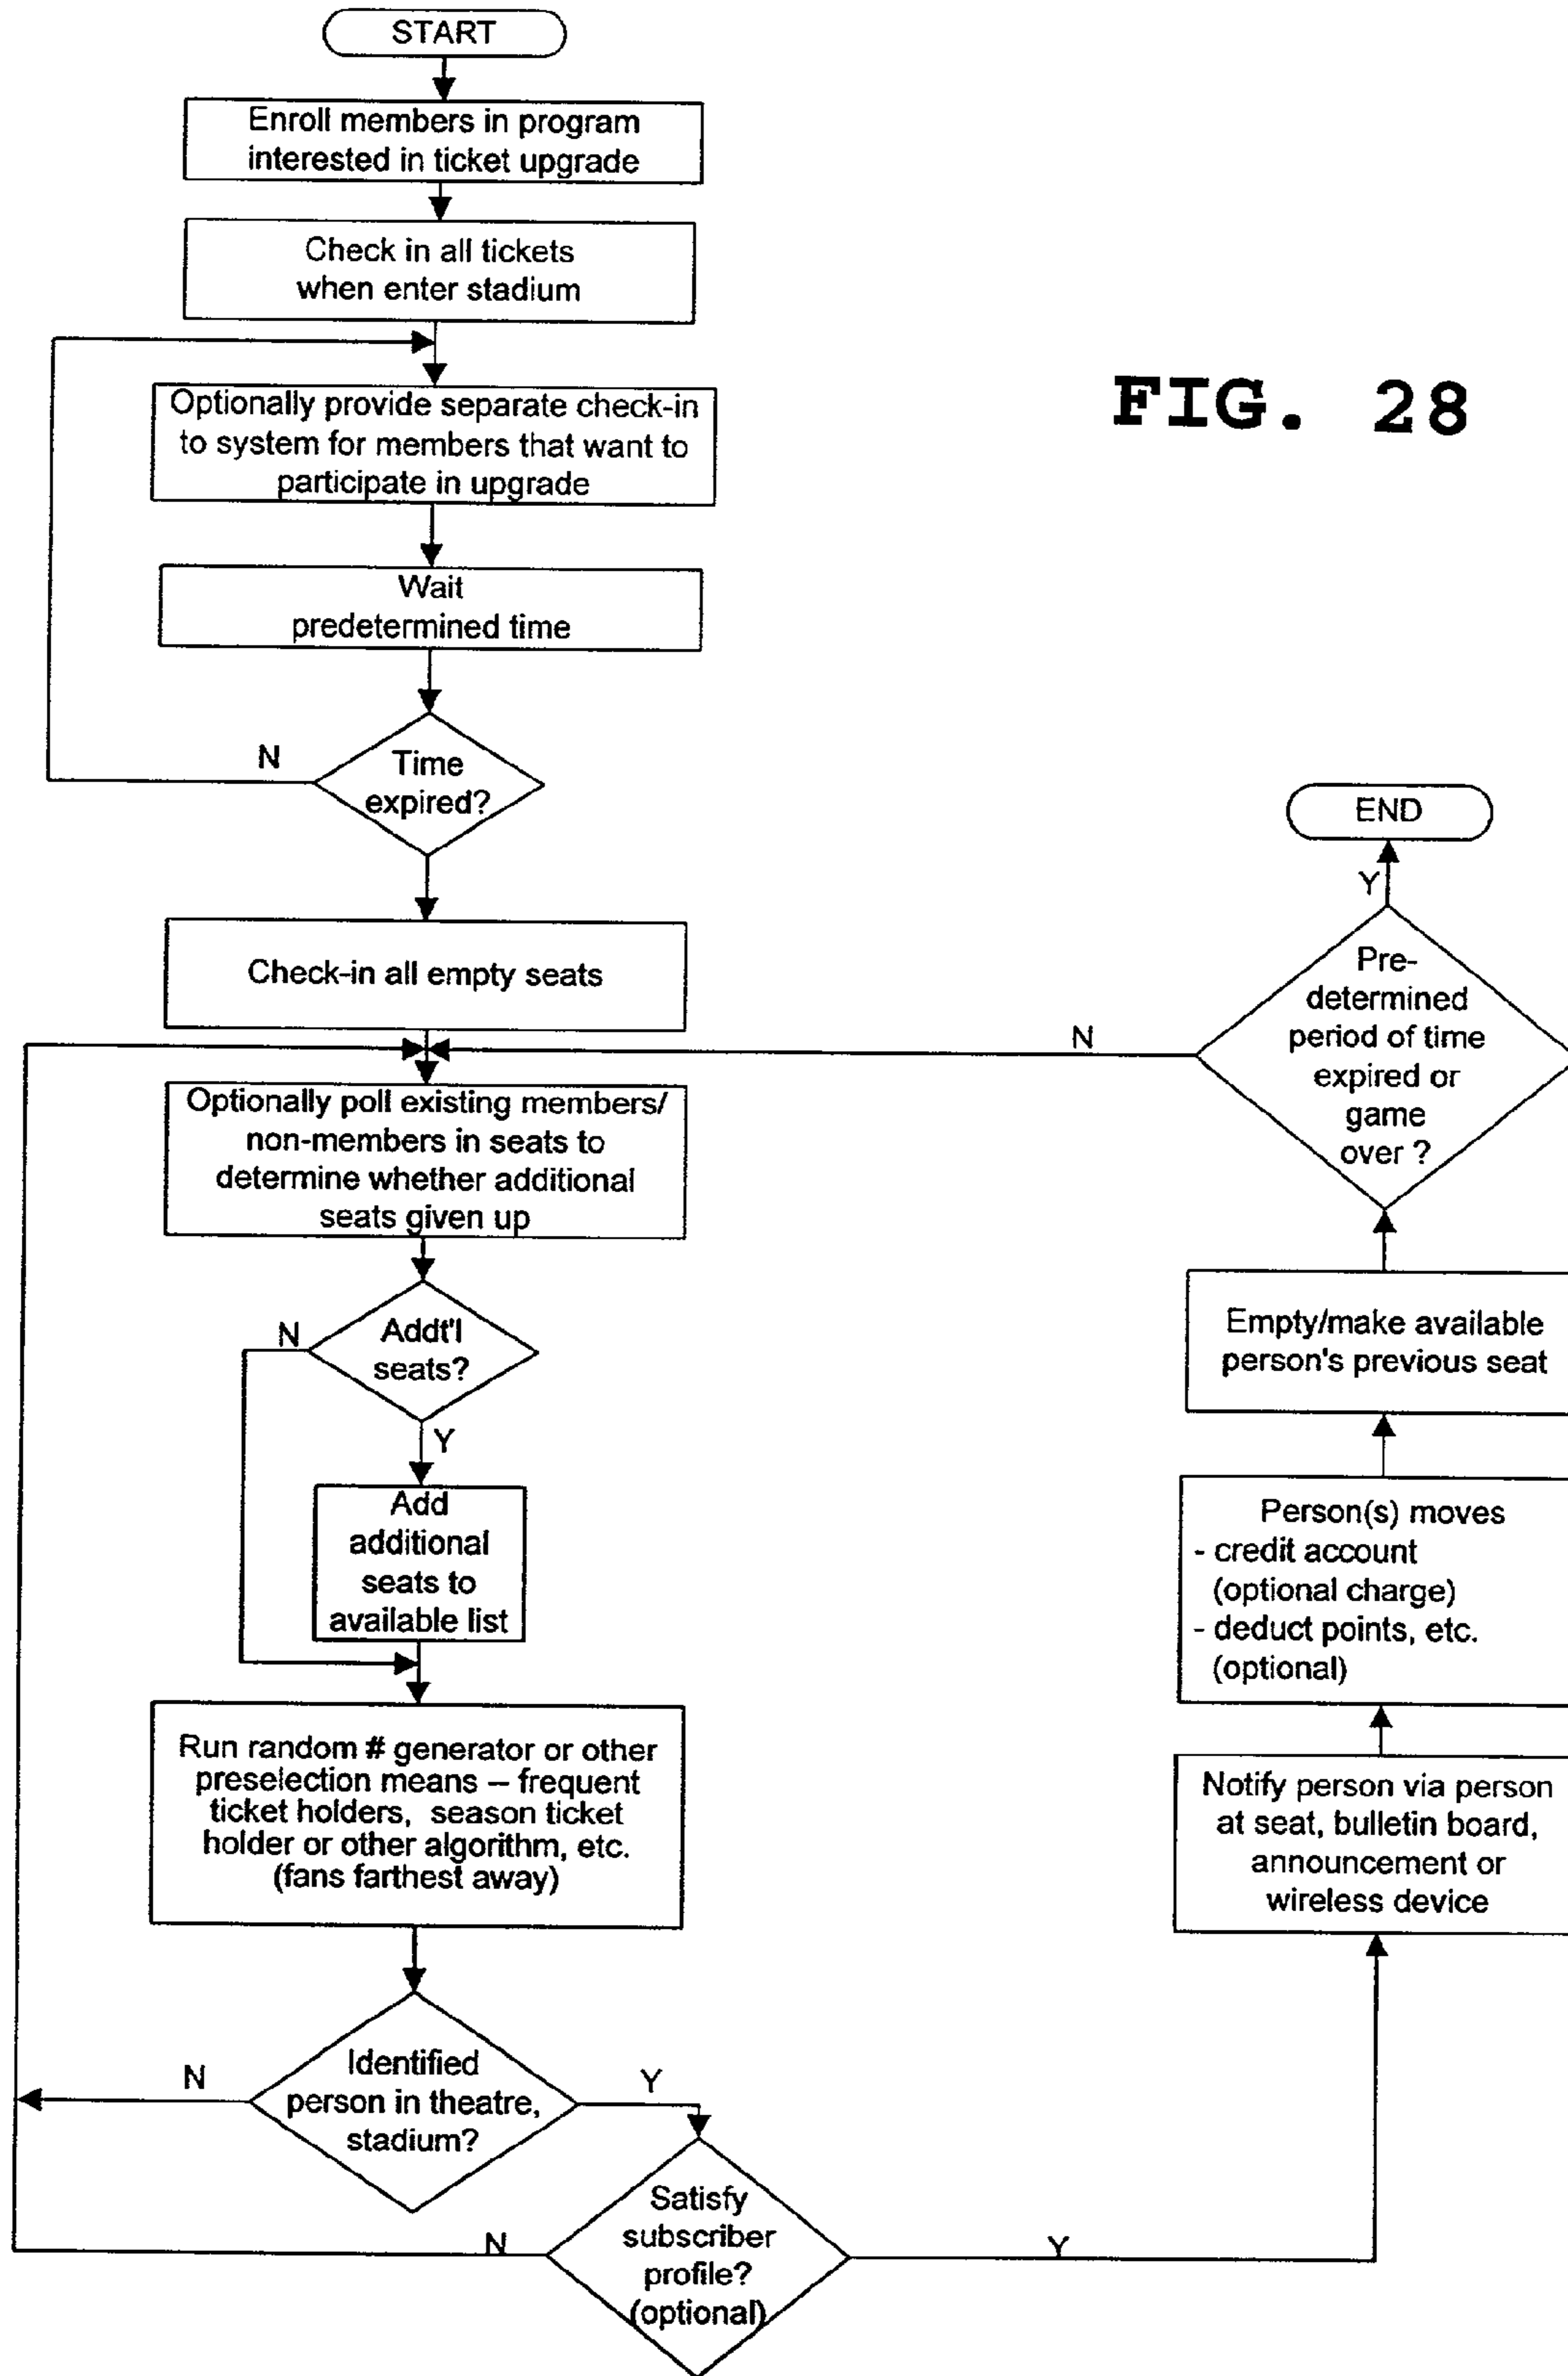 START
Enroll members in program
interested in ticket upgrade
Check in all tickets
when enter stadium
FIG. 28
Optionally provide separate check-in
to system for members that want to
participate in upgrade
Wait
predetermined time
N
Time
expired?
Check-in all empty seats
Optionally poll existing members/
non-members in seats to
determine whether additional
seats given up
N
Addt'l
seats?
Y
Add
additional
seats to
available list
Run random # generator or other
preselection means – frequent
ticket holders, season ticket
holder or other algorithm, etc.
(fans farthest away)
N
Identified
person in theatre,
stadium?
Y
N
Satisfy
subscriber
profile?
(optional)
Y
Notify person via person
at seat, bulletin board,
announcement or
wireless device
Person(s) moves
- credit account
(optional charge)
- deduct points, etc.
(optional)
Empty/make available
person's previous seat
Pre-
determined
period of time
expired or
game
over ?
N
Y
END